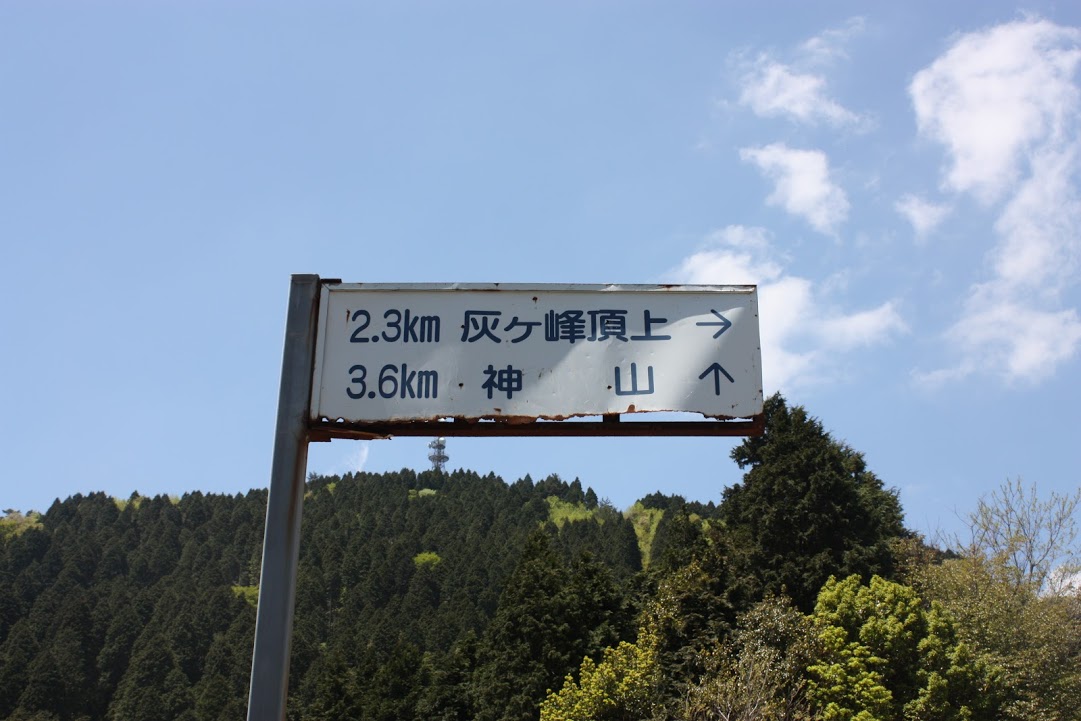 2.3km 灰ヶ峰頂上 →
3.6km 神山 ↑